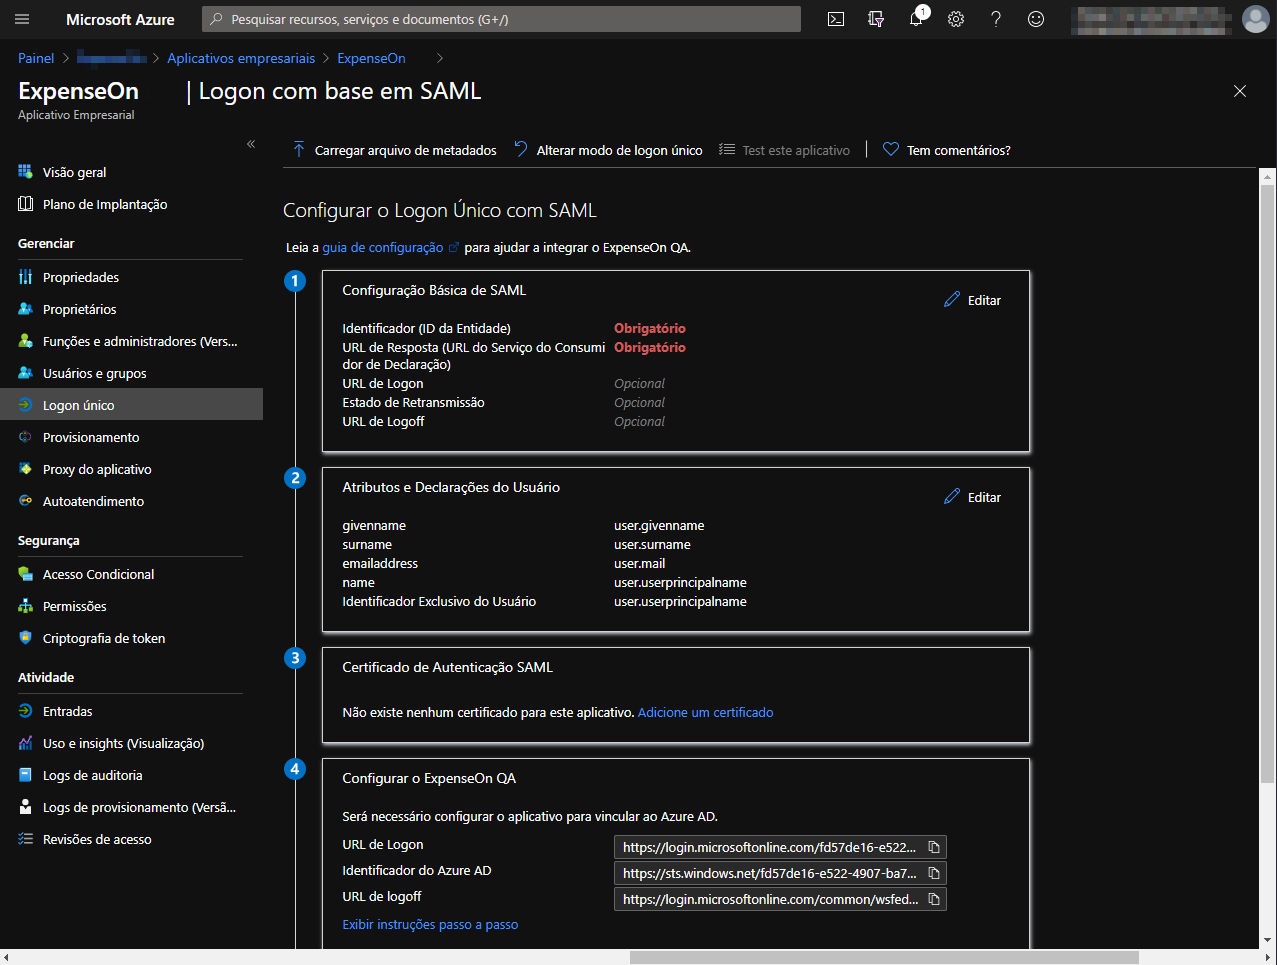 Microsoft Azure
Pesquisar recursos, serviços e documentos (G+/)
1
Painel > > Aplicativos empresariais > ExpenseOn >
ExpenseOn | Logon com base em SAML
Aplicativo Empresarial
«
Carregar arquivo de metadados
Alterar modo de logon único
Test este aplicativo
Tem comentários?
Visão geral
Plano de Implantação
Gerenciar
Propriedades
Proprietários
Funções e administradores (Vers...
Usuários e grupos
Logon único
Provisionamento
Proxy do aplicativo
Autoatendimento
Segurança
Acesso Condicional
Permissões
Criptografia de token
Atividade
Entradas
Uso e insights (Visualização)
Logs de auditoria
Logs de provisionamento (Versã...
Revisões de acesso
Configurar o Logon Único com SAML
Leia a guia de configuração para ajudar a integrar o ExpenseOn QA.
1
Configuração Básica de SAML
Editar
Identificador (ID da Entidade) Obrigatório
URL de Resposta (URL do Serviço do Consumi Obrigatório
dor de Declaração)
URL de Logon Opcional
Estado de Retransmissão Opcional
URL de Logoff Opcional
2
Atributos e Declarações do Usuário
Editar
givenname user.givenname
surname user.surname
emailaddress user.mail
name user.userprincipalname
Identificador Exclusivo do Usuário user.userprincipalname
3
Certificado de Autenticação SAML
Não existe nenhum certificado para este aplicativo. Adicione um certificado
4
Configurar o ExpenseOn QA
Será necessário configurar o aplicativo para vincular ao Azure AD.
URL de Logon https://login.microsoftonline.com/fd57de16-e522...
Identificador do Azure AD https://sts.windows.net/fd57de16-e522-4907-ba7...
URL de logoff https://login.microsoftonline.com/common/wsfed...
Exibir instruções passo a passo